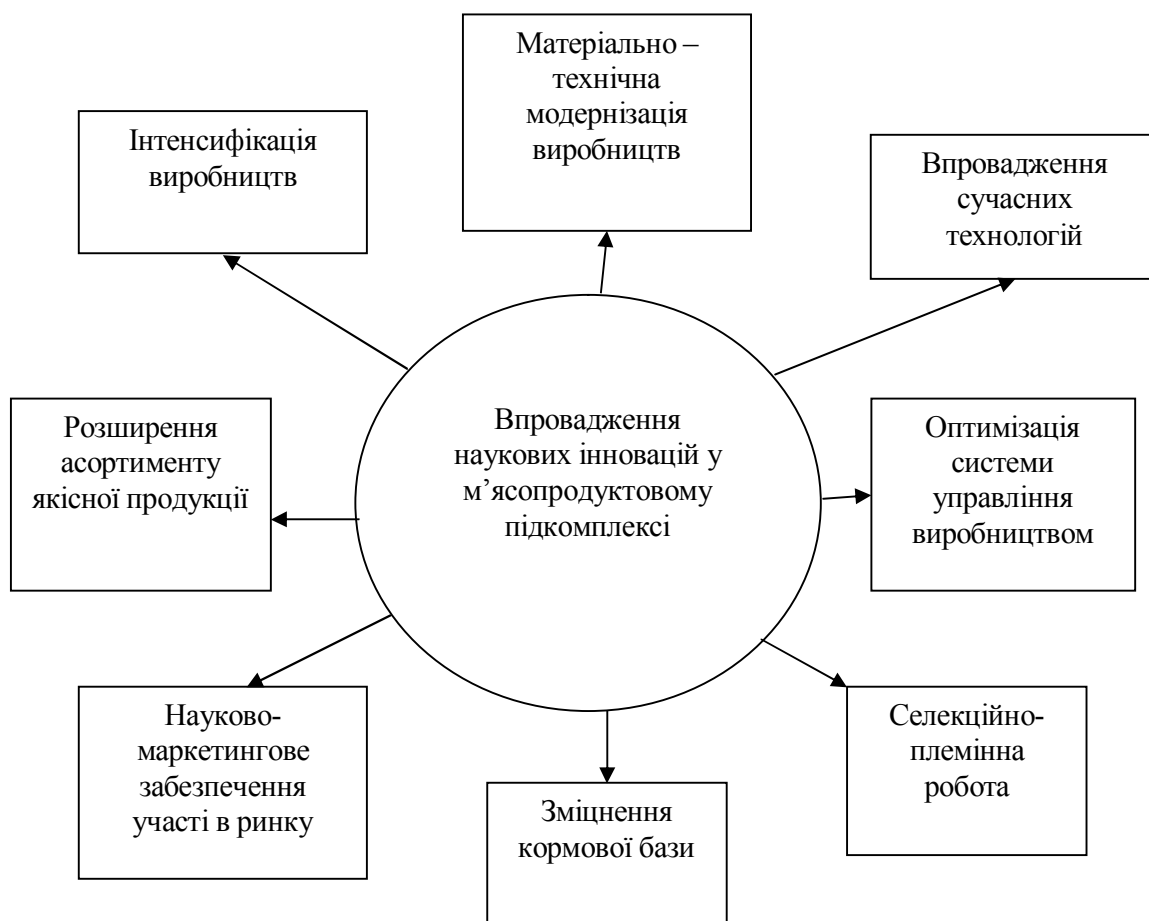 Матеріально –
технічна
модернізація
виробництв
Інтенсифікація
виробництв
Впровадження
сучасних
технологій
Розширення
асортименту
якісної продукції
Впровадження
наукових інновацій у
м’ясопродуктовому
підкомплексі
Оптимізація
системи
управління
виробництвом
Науково-
маркетингове
забезпечення
участі в ринку
Зміцнення
кормової бази
Селекційно-
племінна
робота